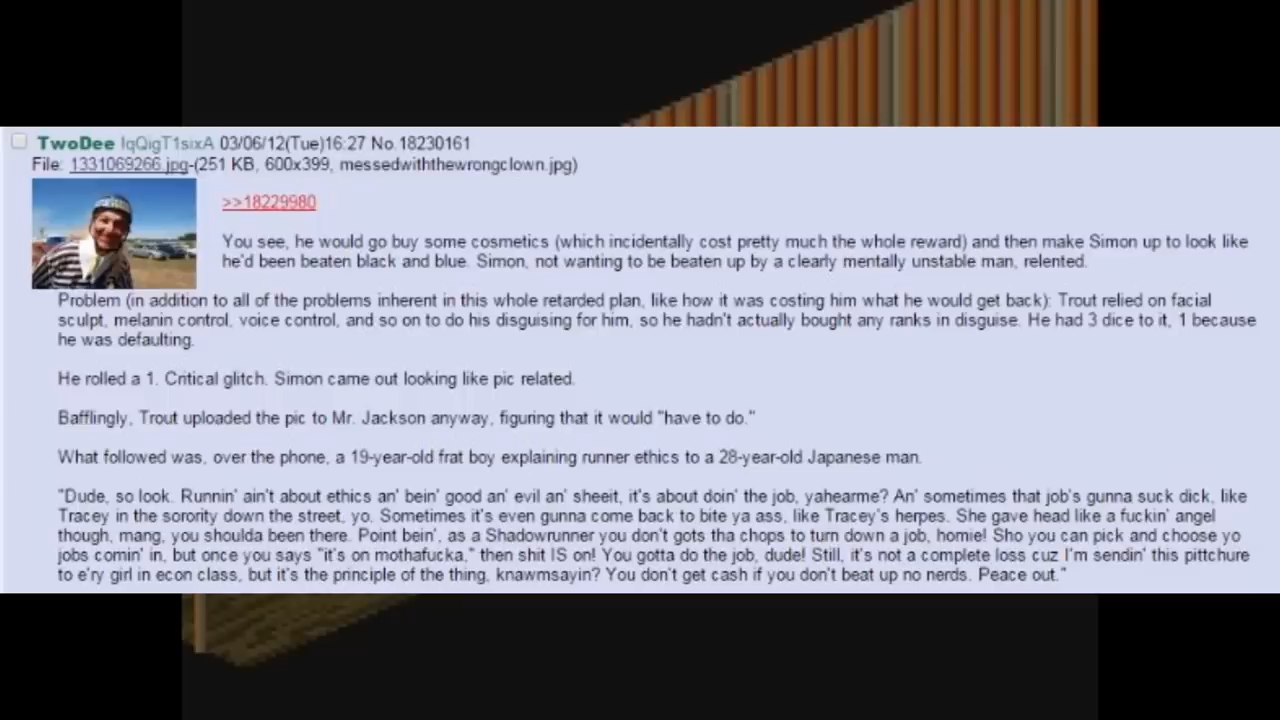 TwoDee IqQigT1sixA 03/06/12(Tue)16:27 No.18230161
File: 1331069266.jpg-(251 KB, 600x399, messedwiththewrongclown.jpg)
>>18229980
You see, he would go buy some cosmetics (which incidentally cost pretty much the whole reward) and then make Simon up to look like
he'd been beaten black and blue. Simon, not wanting to be beaten up by a clearly mentally unstable man, relented.
Problem (in addition to all of the problems inherent in this whole retarded plan, like how it was costing him what he would get back): Trout relied on facial
sculpt, melanin control, voice control, and so on to do his disguising for him, so he hadn't actually bought any ranks in disguise. He had 3 dice to it, 1 because
he was defaulting.
He rolled a 1. Critical glitch. Simon came out looking like pic related.
Bafflingly, Trout uploaded the pic to Mr. Jackson anyway, figuring that it would "have to do."
What followed was, over the phone, a 19-year-old frat boy explaining runner ethics to a 28-year-old Japanese man.
"Dude, so look. Runnin' ain't about ethics an' bein' good an' evil an' sheeit, it's about doin' the job, yahearme? An' sometimes that job's gunna suck dick, like
Tracey in the sorority down the street, yo. Sometimes it's even gunna come back to bite ya ass, like Tracey's herpes. She gave head like a fuckin' angel
though, mang, you shoulda been there. Point bein', as a Shadowrunner you don't gots tha chops to turn down a job, homie! Sho you can pick and choose yo
jobs comin' in, but once you says "it's on mothafucka," then shit IS on! You gotta do the job, dude! Still, it's not a complete loss cuz I'm sendin' this pittchure
to e'ry girl in econ class, but it's the principle of the thing, knawmsayin? You don't get cash if you don't beat up no nerds. Peace out."